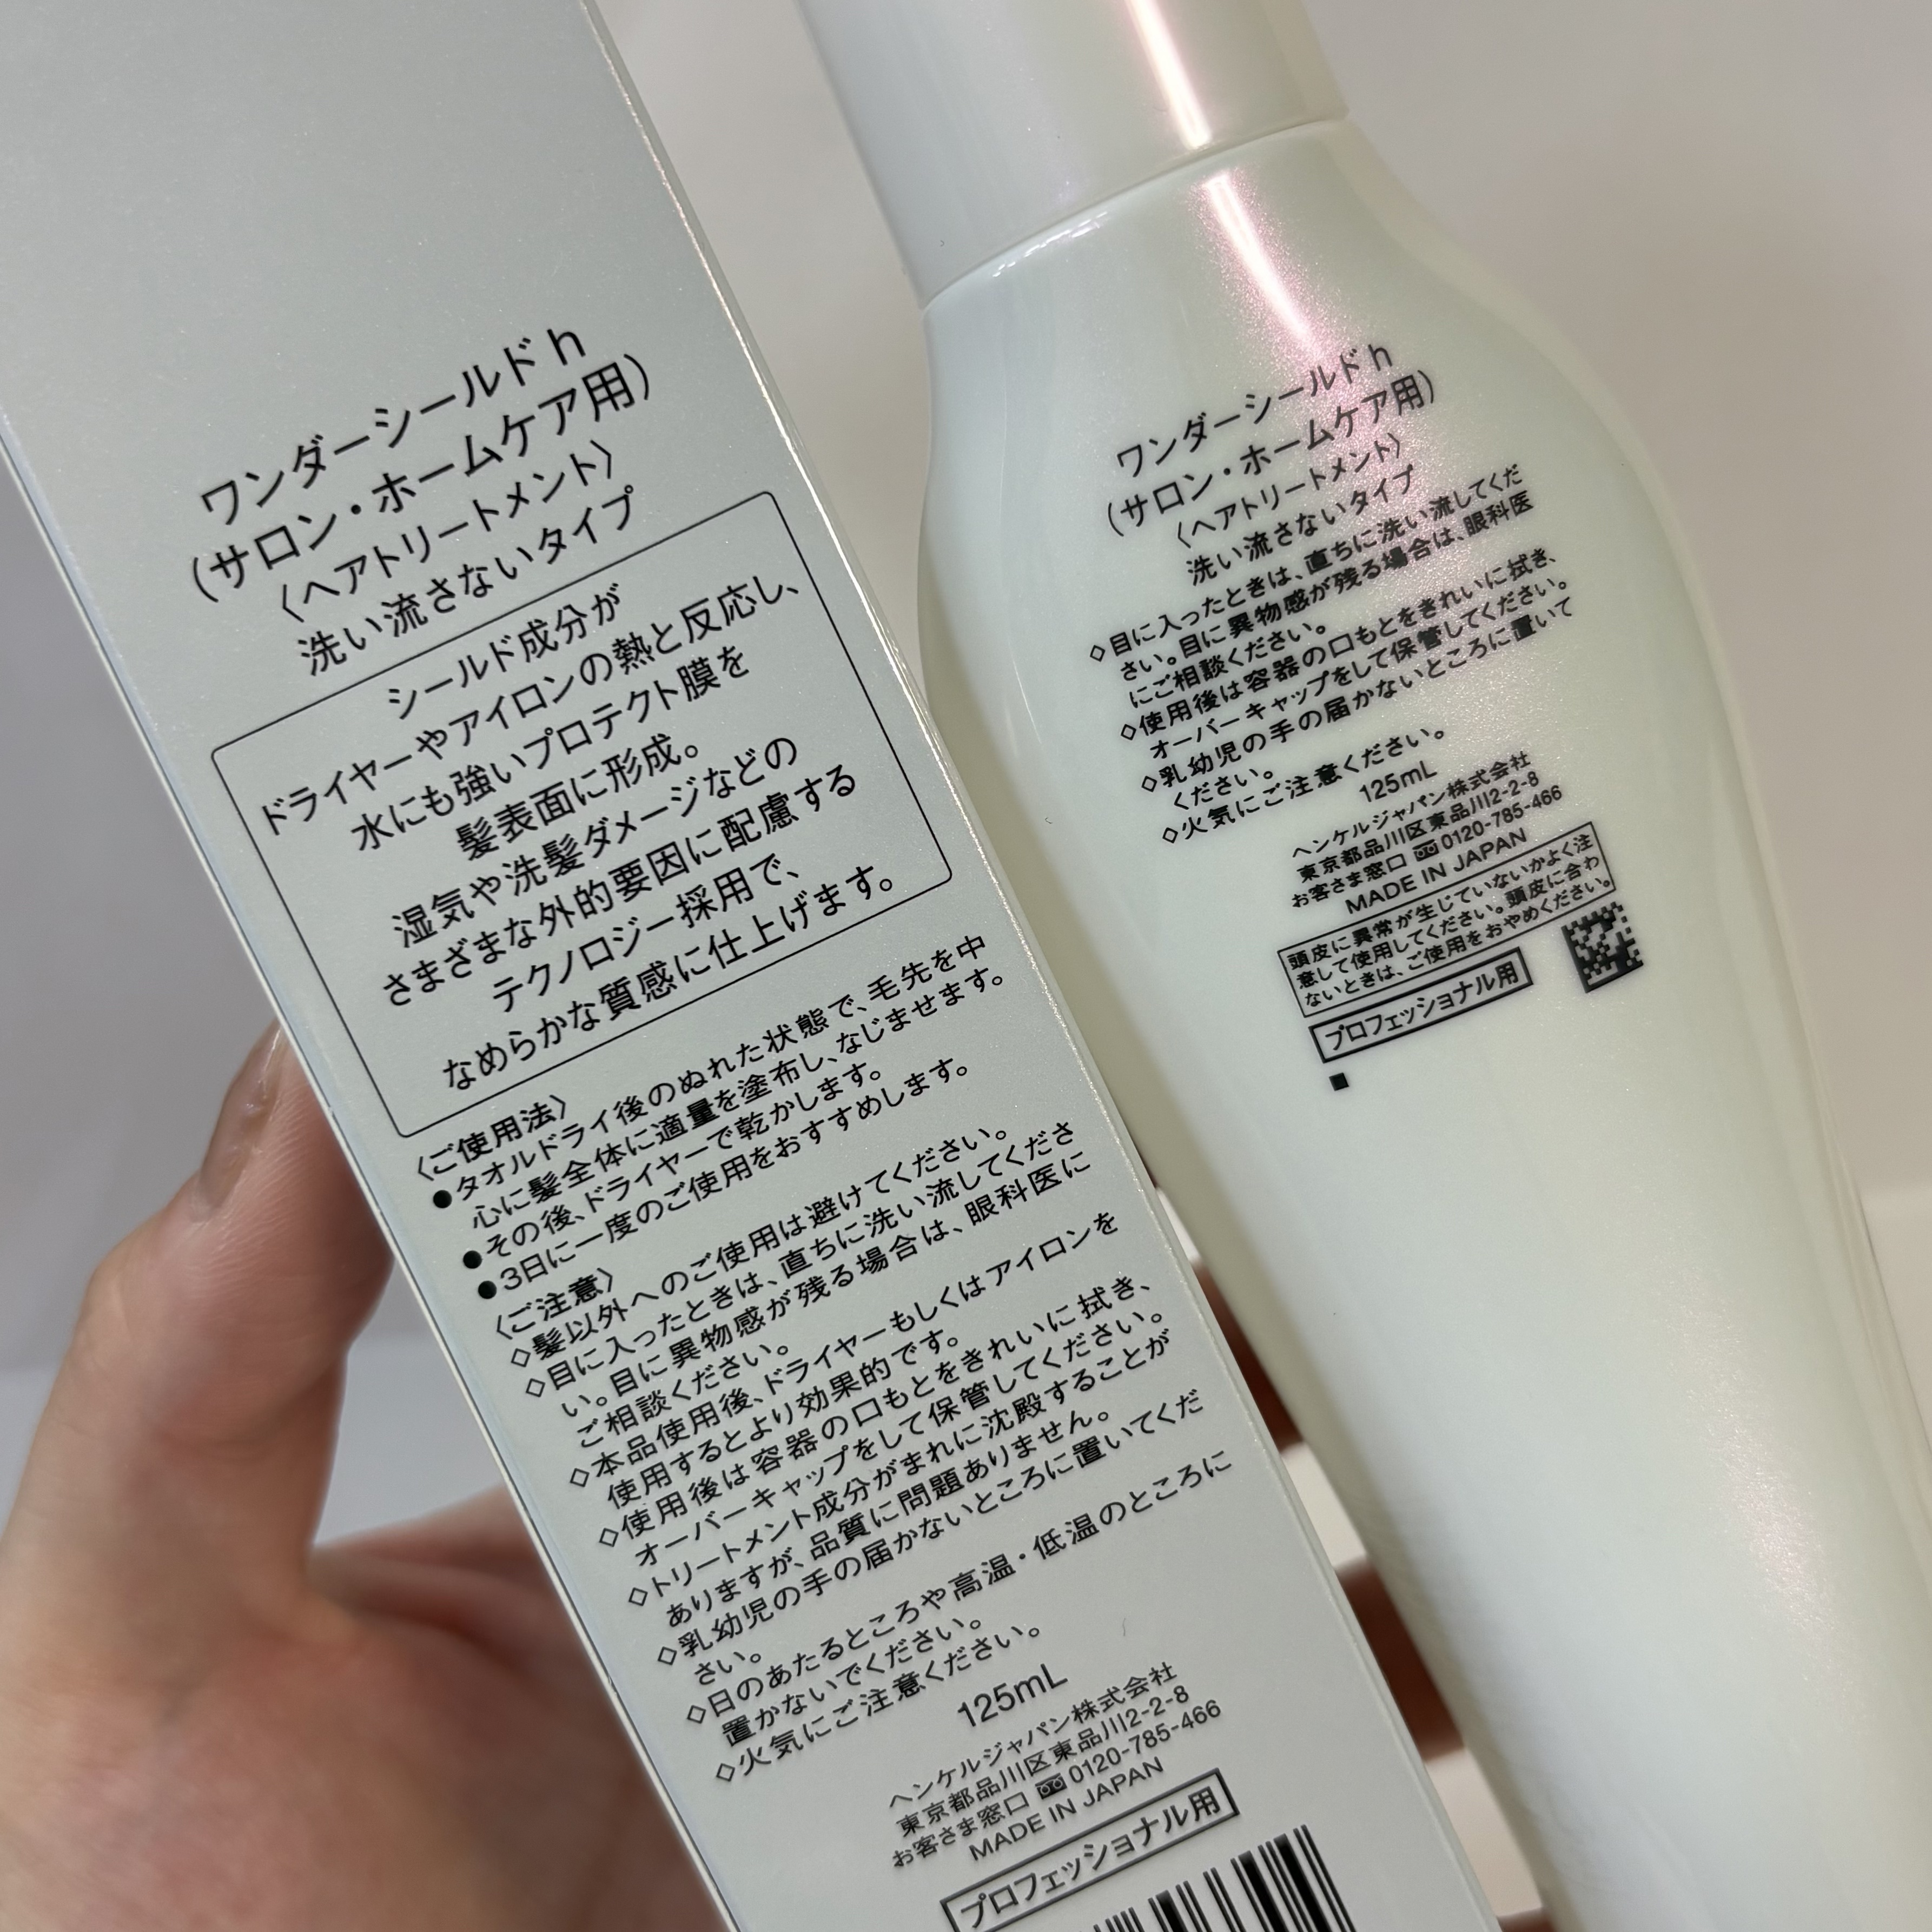 ワンダーシールド h
(サロン・ホームケア用)
〈ヘアトリートメント〉
洗い流さないタイプ
シールド成分が
ドライヤーやアイロンの熱と反応し、
水にも強いプロテクト膜を
髪表面に形成。
湿気や洗髪ダメージなどの
さまざまな外的要因に配慮する
テクノロジー採用で、
なめらかな質感に仕上げます。
〈ご使用法〉
●タオルドライ後のぬれた状態で、毛先を中
心に髪全体に適量を塗布し、なじませます。
●その後、ドライヤーで乾かします。
●3日に一度のご使用をおすすめします。
〈ご注意〉
◇髪以外へのご使用は避けてください。
◇目に入ったときは、直ちに洗い流してくださ
い。目に異物感が残る場合は、眼科医に
ご相談ください。
◇本品使用後、ドライヤーもしくはアイロンを
使用するとより効果的です。
◇使用後は容器の口もとをきれいに拭き、
オーバーキャップをして保管してください。
◇トリートメント成分がまれに沈殿することが
ありますが、品質に問題ありません。
◇乳幼児の手の届かないところに置いてくだ
さい。
◇日のあたるところや高温・低温のところに
置かないでください。
◇火気にご注意ください。
125mL
ヘンケルジャパン株式会社
東京都品川区東品川2-2-8
お客さま窓口 0120-785-466
MADE IN JAPAN
プロフェッショナル用
ワンダーシールド h
(サロン・ホームケア用)
〈ヘアトリートメント〉
洗い流さないタイプ
◇目に入ったときは、直ちに洗い流してくだ
さい。目に異物感が残る場合は、眼科医
にご相談ください。
◇使用後は容器の口もとをきれいに拭き、
オーバーキャップをして保管してください。
◇乳幼児の手の届かないところに置いて
ください。
◇火気にご注意ください。
125mL
ヘンケルジャパン株式会社
東京都品川区東品川2-2-8
お客さま窓口 0120-785-466
MADE IN JAPAN
頭皮に異常が生じていないかよく注
意して使用してください。頭皮に合わ
ないときは、ご使用をおやめください。
プロフェッショナル用